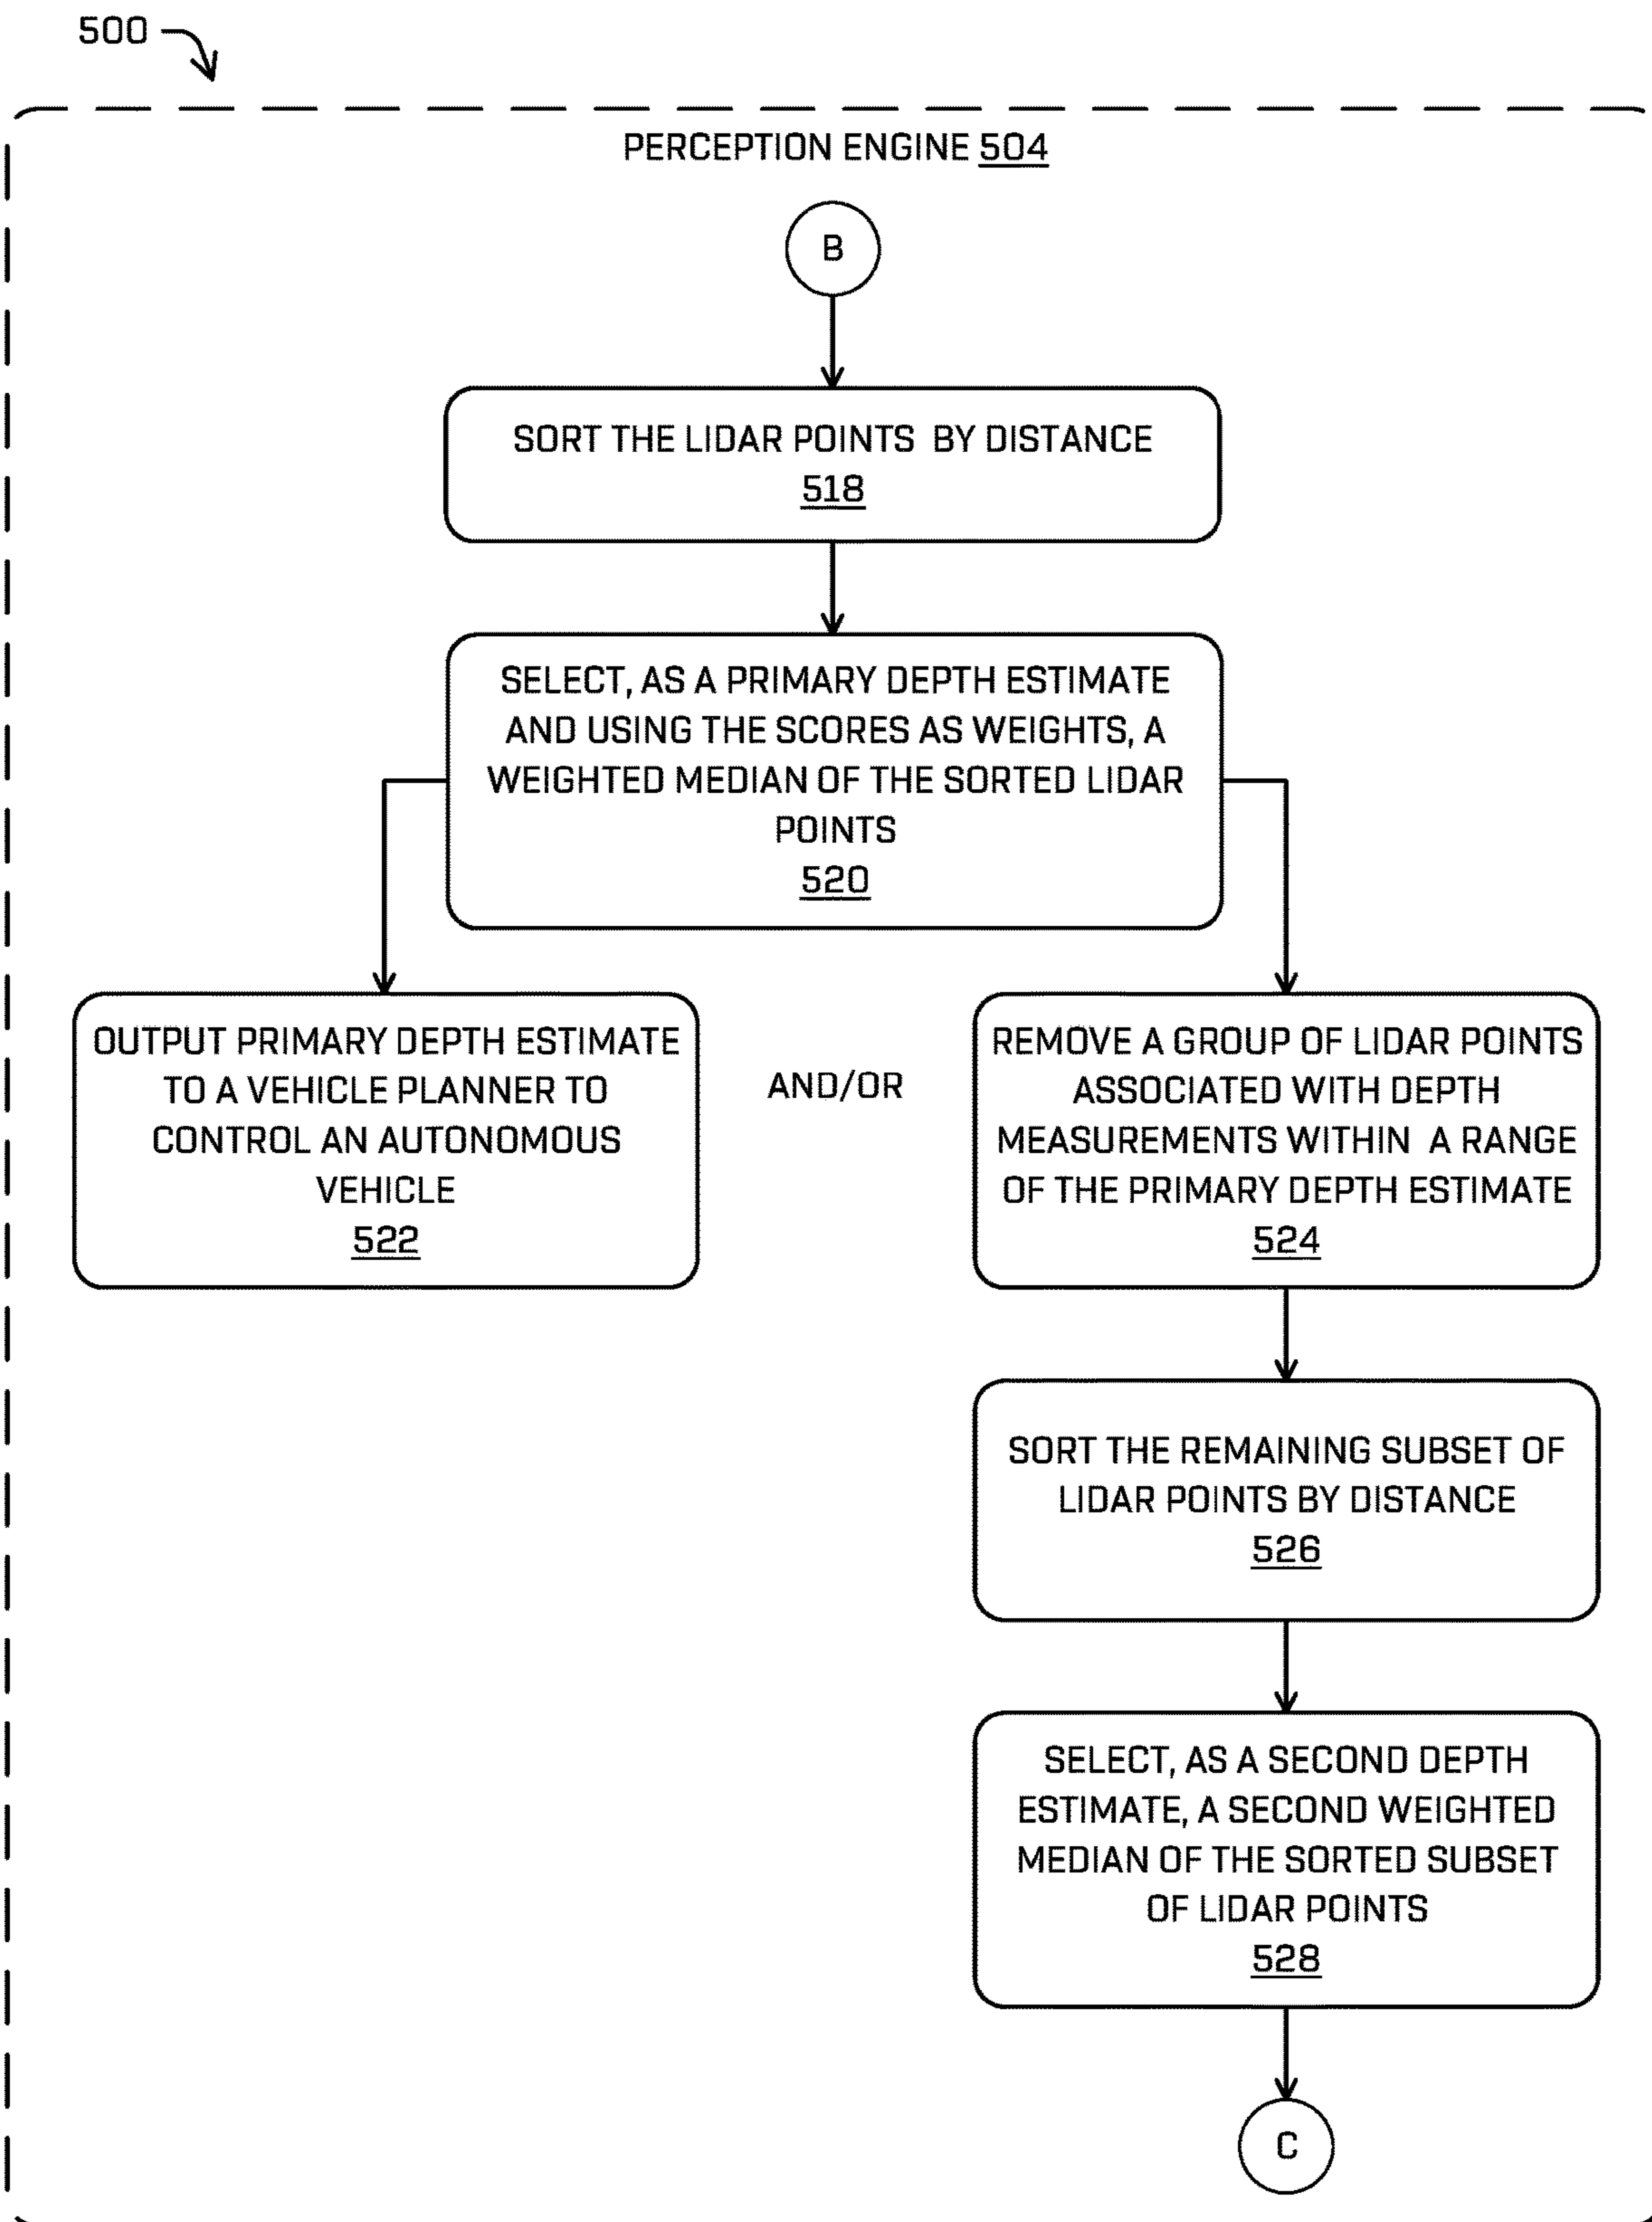 500
PERCEPTION ENGINE 504
B
SORT THE LIDAR POINTS BY DISTANCE
518
SELECT, AS A PRIMARY DEPTH ESTIMATE
AND USING THE SCORES AS WEIGHTS, A
WEIGHTED MEDIAN OF THE SORTED LIDAR
POINTS
520
OUTPUT PRIMARY DEPTH ESTIMATE
TO A VEHICLE PLANNER TO
CONTROL AN AUTONOMOUS
VEHICLE
522
AND/OR
REMOVE A GROUP OF LIDAR POINTS
ASSOCIATED WITH DEPTH
MEASUREMENTS WITHIN A RANGE
OF THE PRIMARY DEPTH ESTIMATE
524
SORT THE REMAINING SUBSET OF
LIDAR POINTS BY DISTANCE
526
SELECT, AS A SECOND DEPTH
ESTIMATE, A SECOND WEIGHTED
MEDIAN OF THE SORTED SUBSET
OF LIDAR POINTS
528
C